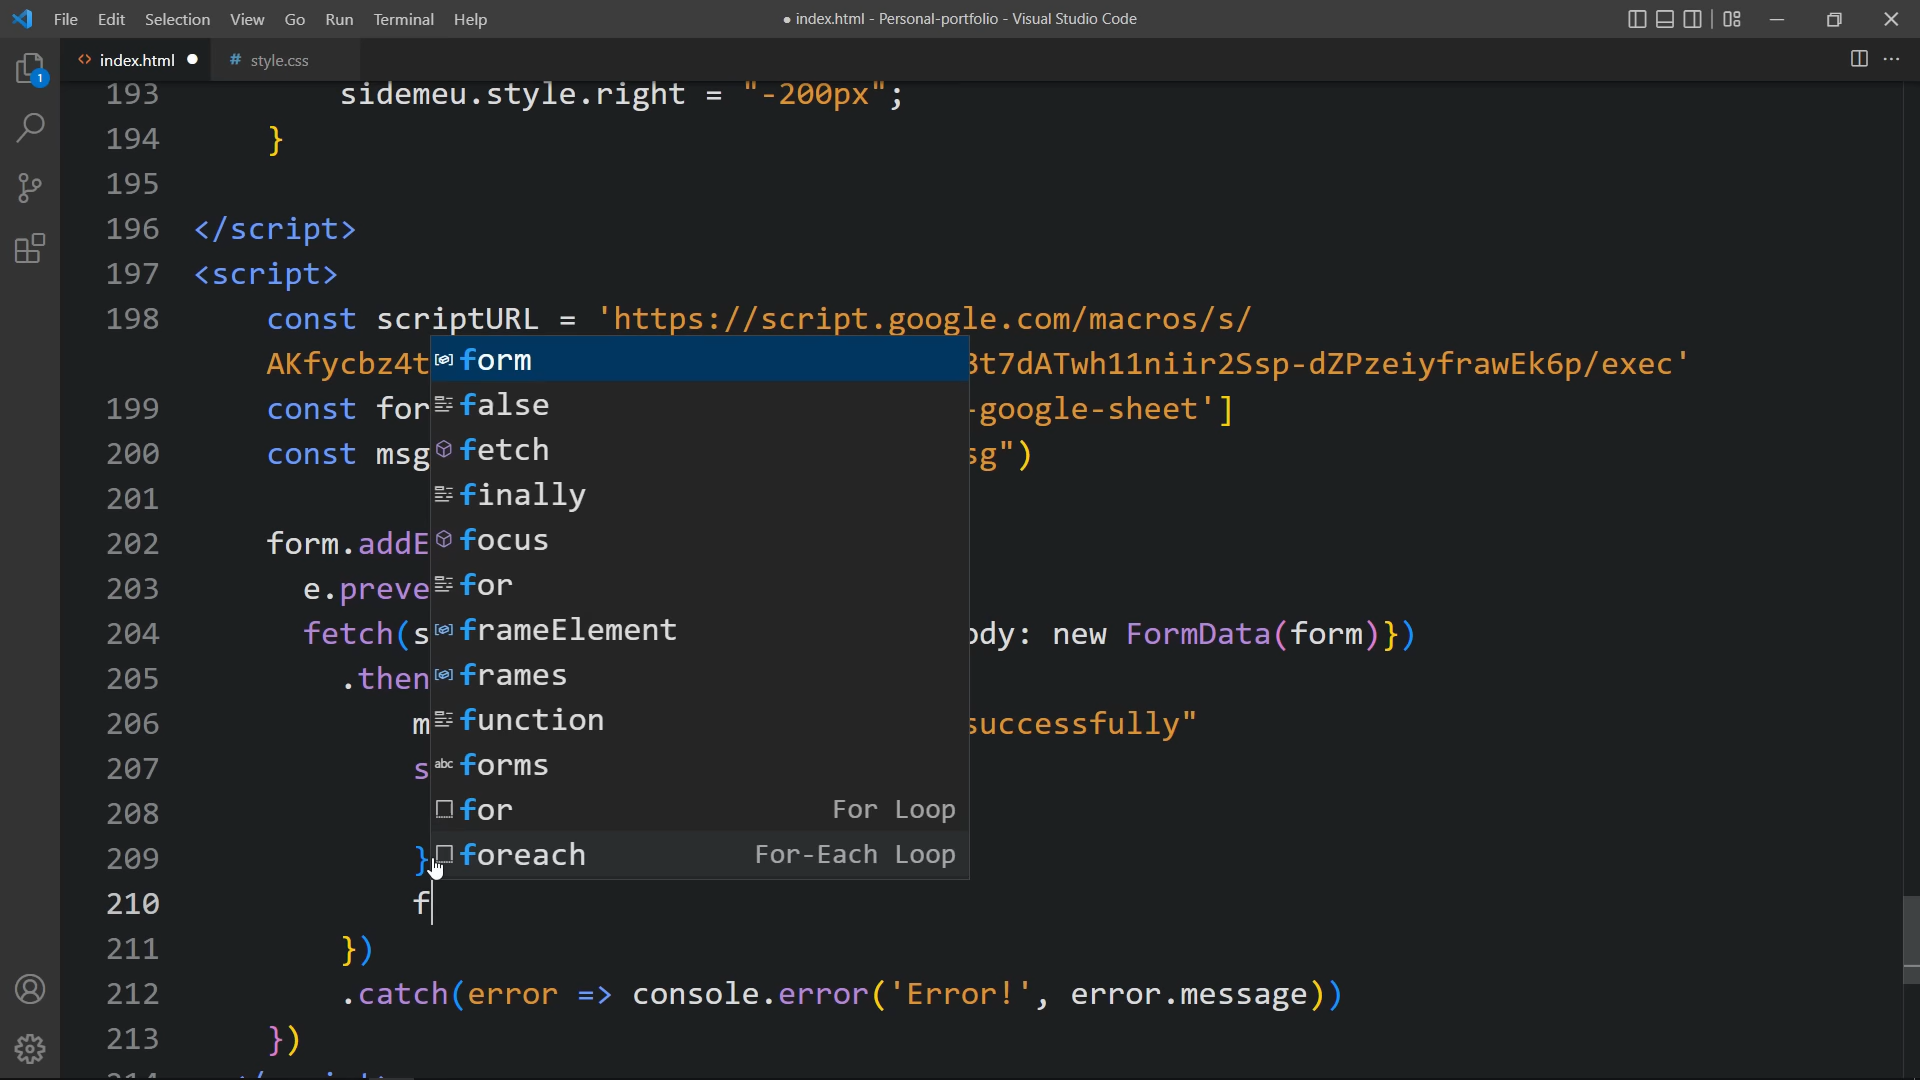 File Edit Selection View Go Run Terminal Help
● index.html - Personal-portfolio - Visual Studio Code
1
<> index.html ●
# style.css
193 sidemeu.style.right = "-200px";
194 }
195
196 </script>
197 <script>
198 const scriptURL = 'https://script.google.com/macros/s/
AKfycbz4t 3t7dATwh11niir2Ssp-dZPzeiyfrawEk6p/exec'
199 const for -google-sheet']
200 const msg sg")
201
202 form.addE
203 e.preve
204 fetch(s ody: new FormData(form)})
205 .then
206 m successfully"
207 s
208
209 }
210 f
211 })
212 .catch(error => console.error('Error!', error.message))
213 })
form
false
fetch
finally
focus
for
frameElement
frames
function
abc forms
for For Loop
foreach For-Each Loop